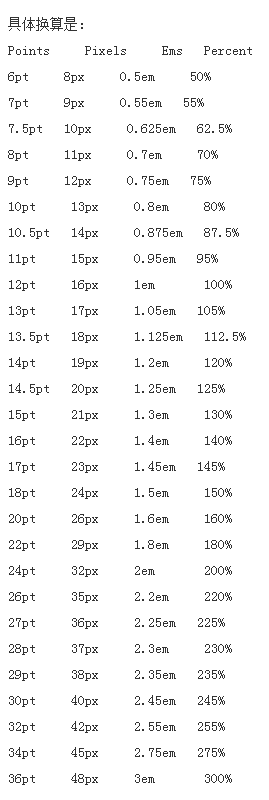 具体换算是：
Points Pixels Ems Percent
6pt 8px 0.5em 50%
7pt 9px 0.55em 55%
7.5pt 10px 0.625em 62.5%
8pt 11px 0.7em 70%
9pt 12px 0.75em 75%
10pt 13px 0.8em 80%
10.5pt 14px 0.875em 87.5%
11pt 15px 0.95em 95%
12pt 16px 1em 100%
13pt 17px 1.05em 105%
13.5pt 18px 1.125em 112.5%
14pt 19px 1.2em 120%
14.5pt 20px 1.25em 125%
15pt 21px 1.3em 130%
16pt 22px 1.4em 140%
17pt 23px 1.45em 145%
18pt 24px 1.5em 150%
20pt 26px 1.6em 160%
22pt 29px 1.8em 180%
24pt 32px 2em 200%
26pt 35px 2.2em 220%
27pt 36px 2.25em 225%
28pt 37px 2.3em 230%
29pt 38px 2.35em 235%
30pt 40px 2.45em 245%
32pt 42px 2.55em 255%
34pt 45px 2.75em 275%
36pt 48px 3em 300%